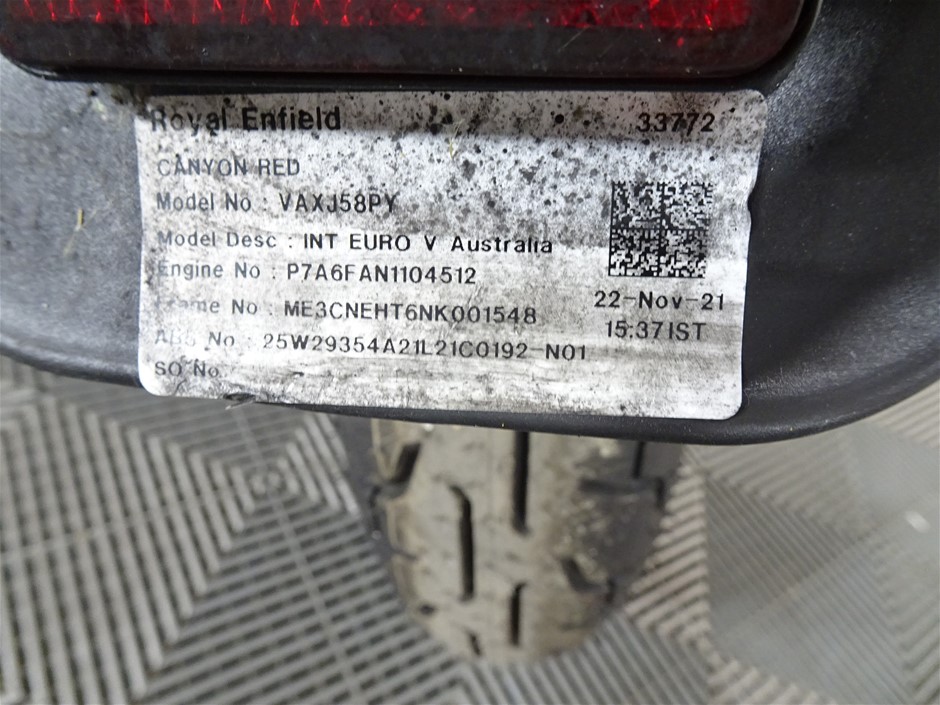 Royal Enfield 33772
CANYON RED
Model No : VAXJ58PY
Model Desc : INT EURO V Australia
Engine No : P7A6FAN1104512
Frame No : ME3CNEHT6NK001548
22-Nov-21
15:37IST
ABS No : 25W29354A21L21C0192-N01
SO No.